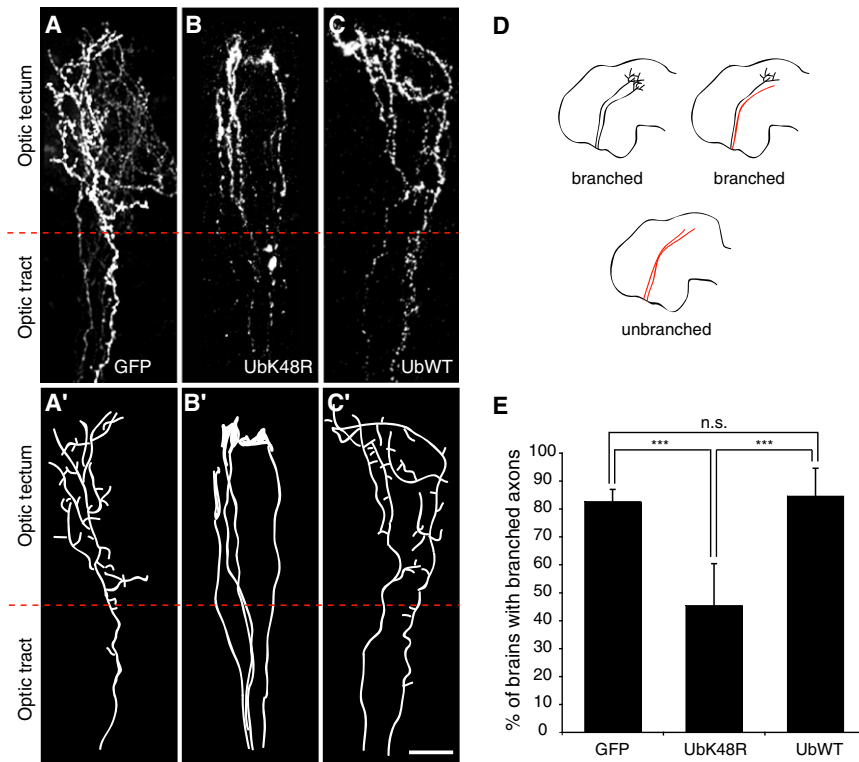 A
B
C
D
Optic tectum
Optic tract
GFP
UbK48R
UbWT
branched
branched
unbranched
A'
B'
C'
Optic tectum
Optic tract
E
n.s.
***
***
% of brains with branched axons
100
90
80
70
60
50
40
30
20
10
0
GFP
UbK48R
UbWT